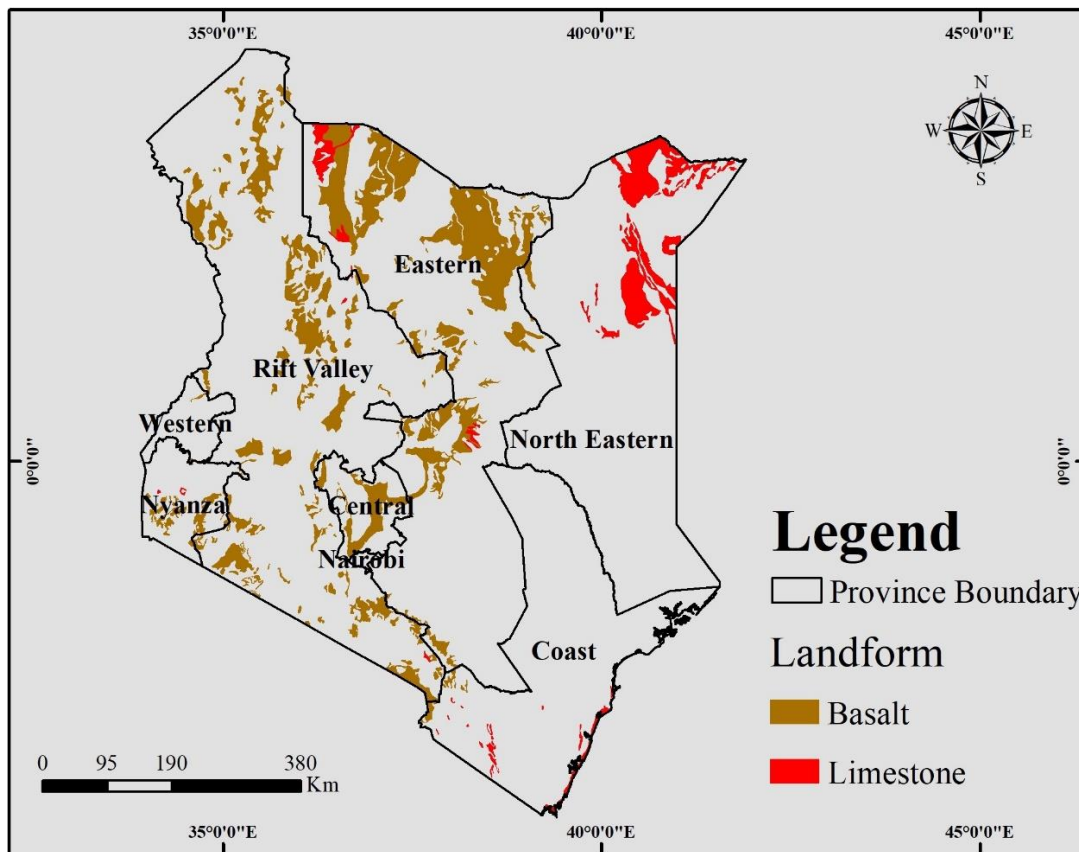 35°0'0"E 40°0'0"E 45°0'0"E
N
W E
S
Eastern
Rift Valley
Western
North Eastern
0°0'0" 0°0'0"
Nyanza Central
Nairobi
Coast
Legend
Province Boundary
Landform
Basalt
Limestone
0 95 190 380
Km
35°0'0"E 40°0'0"E 45°0'0"E